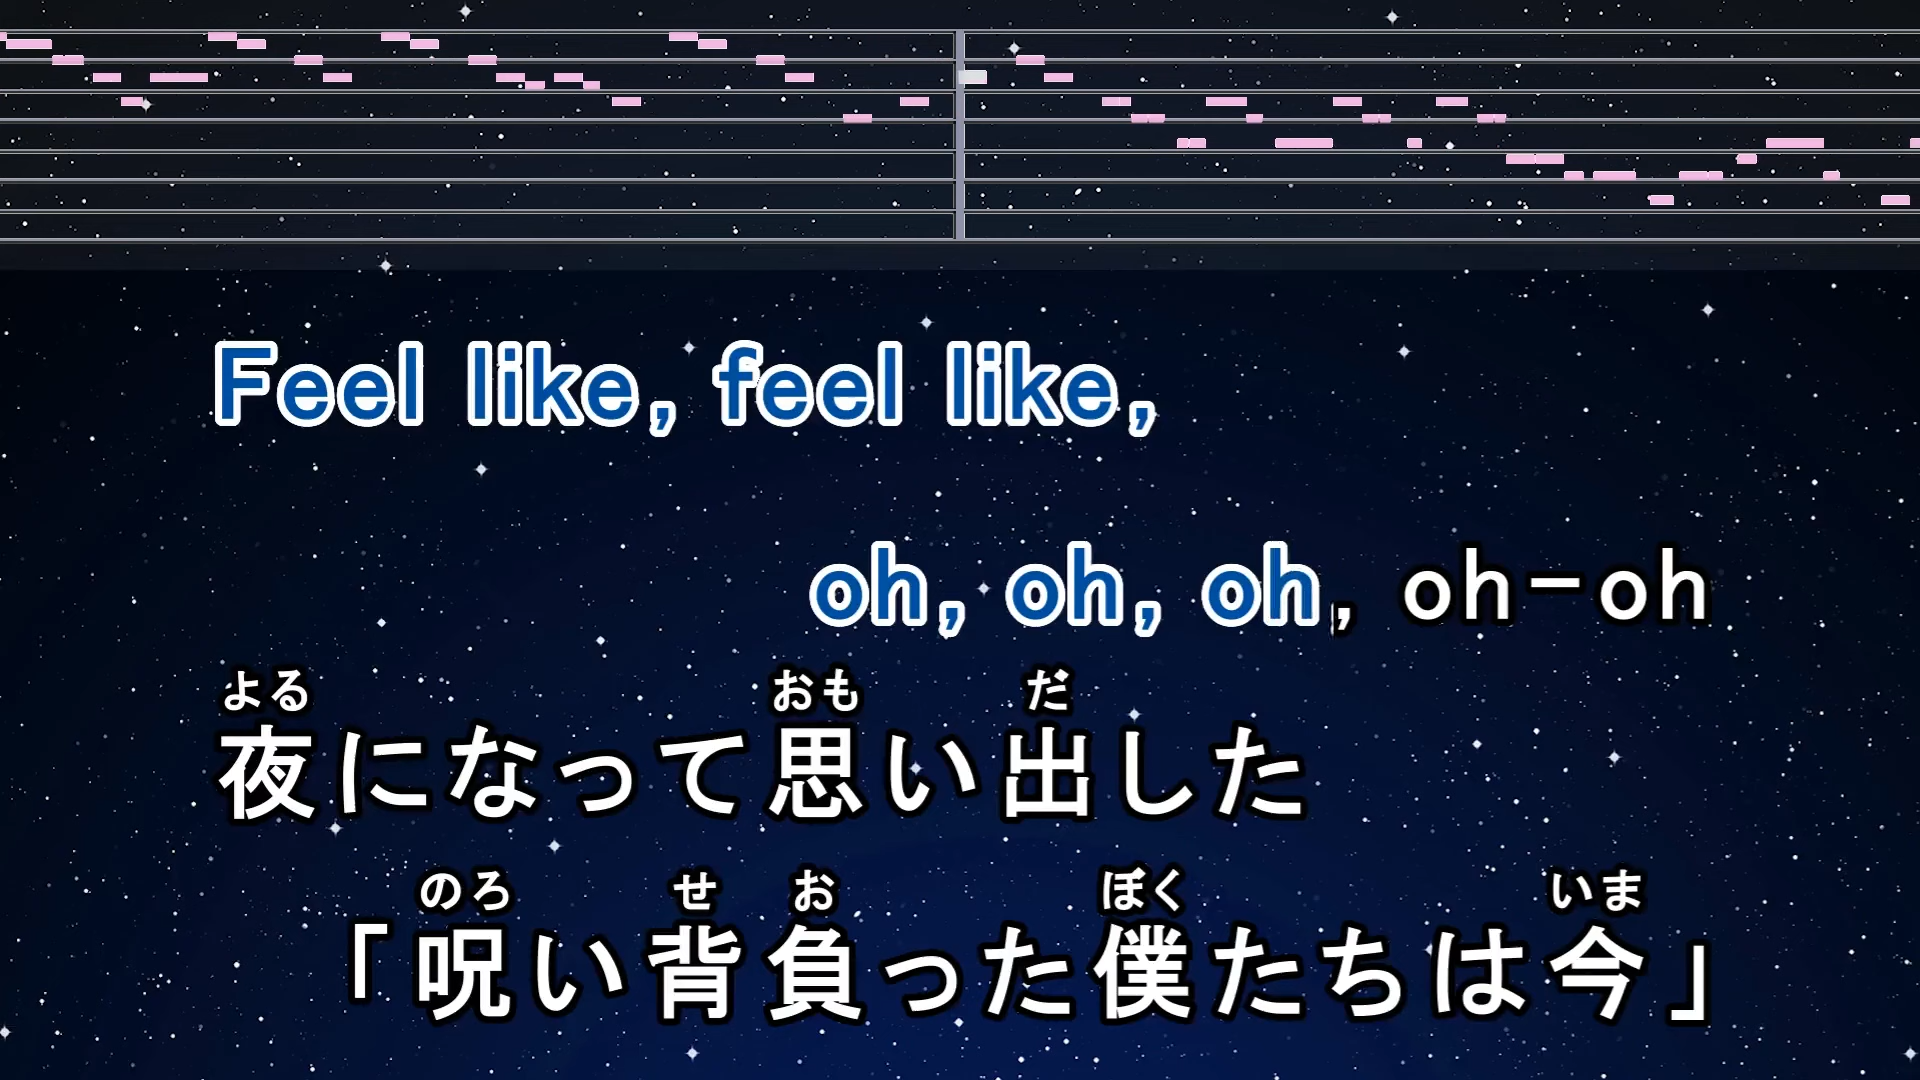 Feel like, feel like,
oh, oh, oh, oh-oh
よる おも だ
夜になって思い出した
のろ せ お ぼく いま
「呪い背負った僕たちは今」